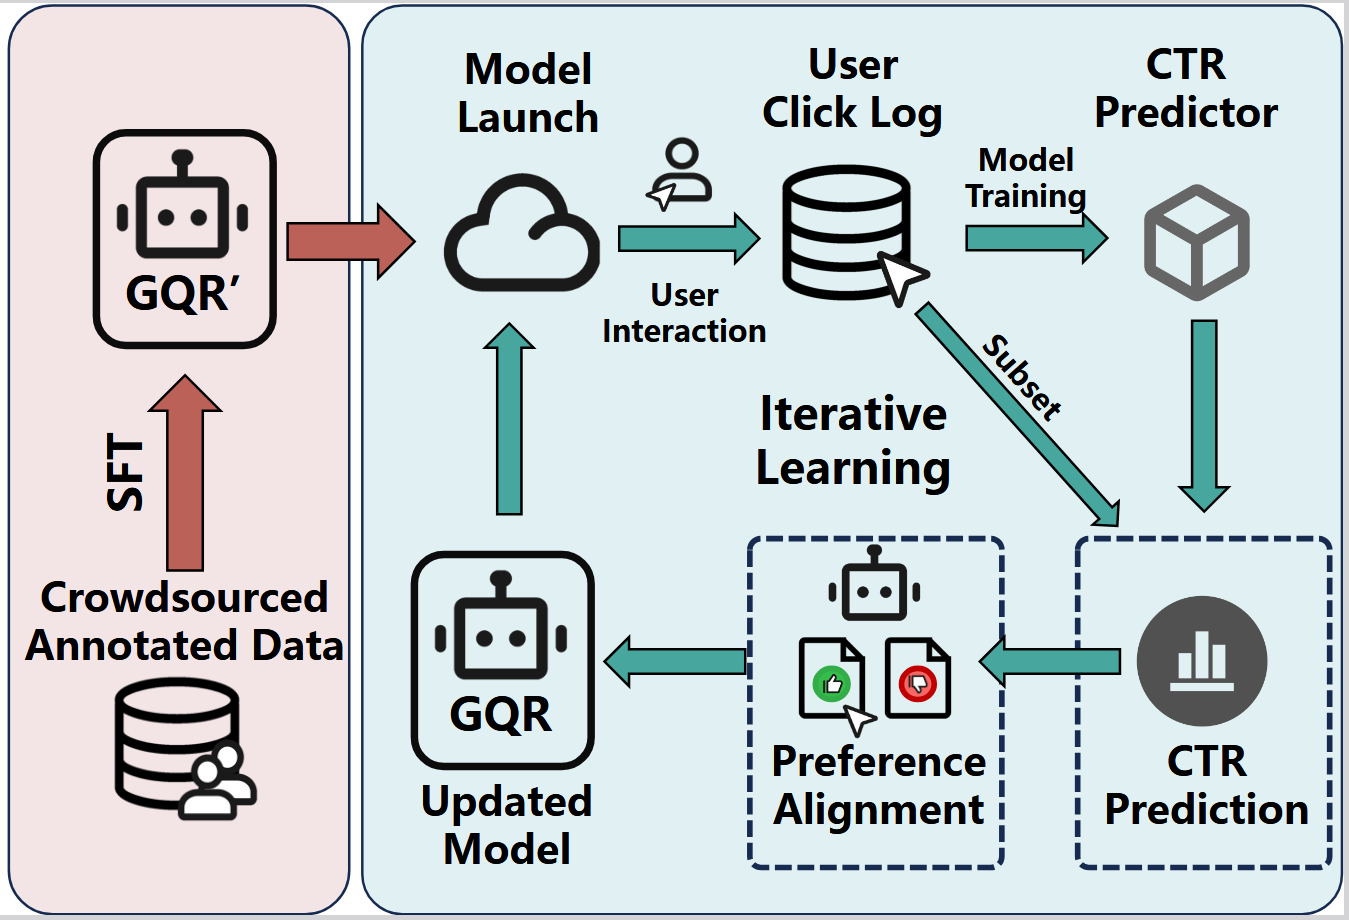 GQR’
SFT
Crowdsourced
Annotated Data
Model
Launch
User
Interaction
User
Click Log
Model
Training
CTR
Predictor
Subset
Iterative
Learning
CTR
Prediction
Preference
Alignment
GQR
Updated
Model